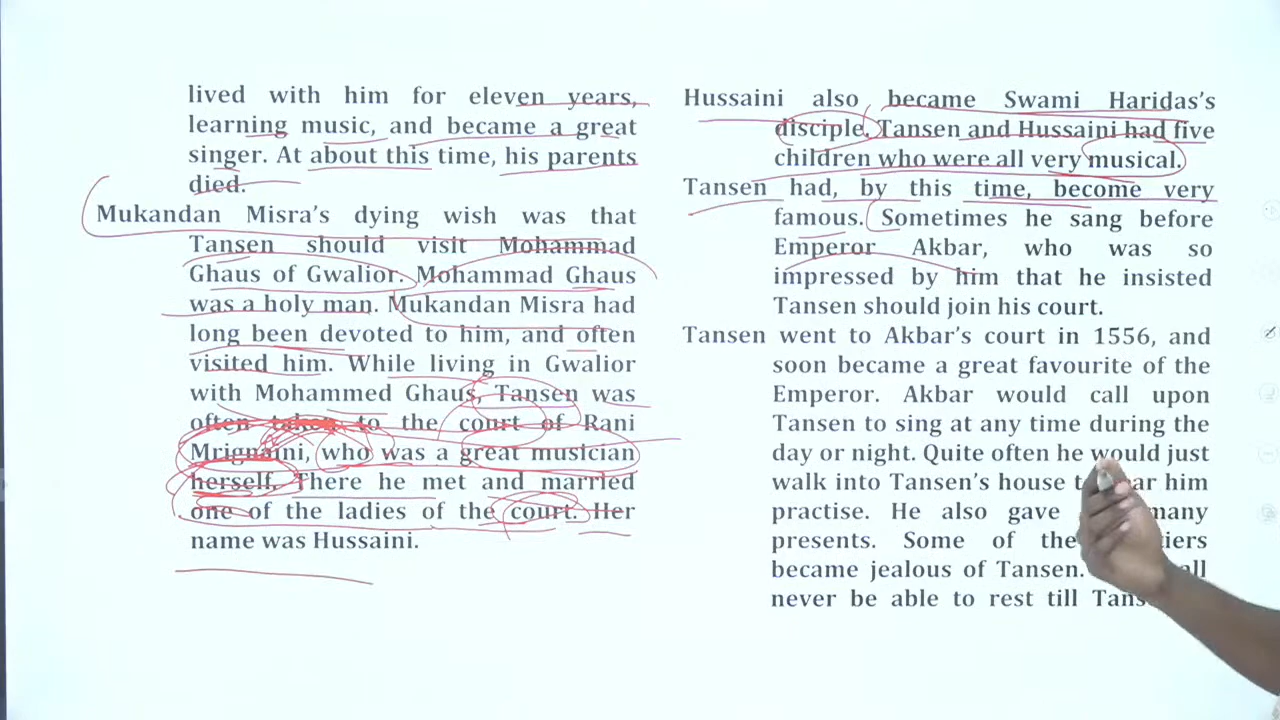 lived with him for eleven years,
learning music, and became a great
singer. At about this time, his parents
died.
Mukandan Misra's dying wish was that
Tansen should visit Mohammad
Ghaus of Gwalior. Mohammad Ghaus
was a holy man. Mukandan Misra had
long been devoted to him, and often
visited him. While living in Gwalior
with Mohammed Ghaus, Tansen was
often taken to the court of Rani
Mrignaini, who was a great musician
herself. There he met and married
one of the ladies of the court. Her
name was Hussaini.
Hussaini also became Swami Haridas's
disciple. Tansen and Hussaini had five
children who were all very musical.
Tansen had, by this time, become very
famous. Sometimes he sang before
Emperor Akbar, who was so
impressed by him that he insisted
Tansen should join his court.
Tansen went to Akbar's court in 1556, and
soon became a great favourite of the
Emperor. Akbar would call upon
Tansen to sing at any time during the
day or night. Quite often he would just
walk into Tansen's house to hear him
practise. He also gave many
presents. Some of the
became jealous of Tansen. all
never be able to rest till